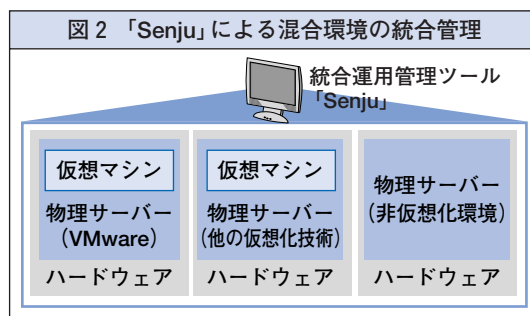 図2 「Senju」による混合環境の統合管理
統合運用管理ツール
「Senju」
仮想マシン
物理サーバー
（VMware）
ハードウェア
仮想マシン
物理サーバー
（他の仮想化技術）
ハードウェア
物理サーバー
（非仮想化環境）
ハードウェア